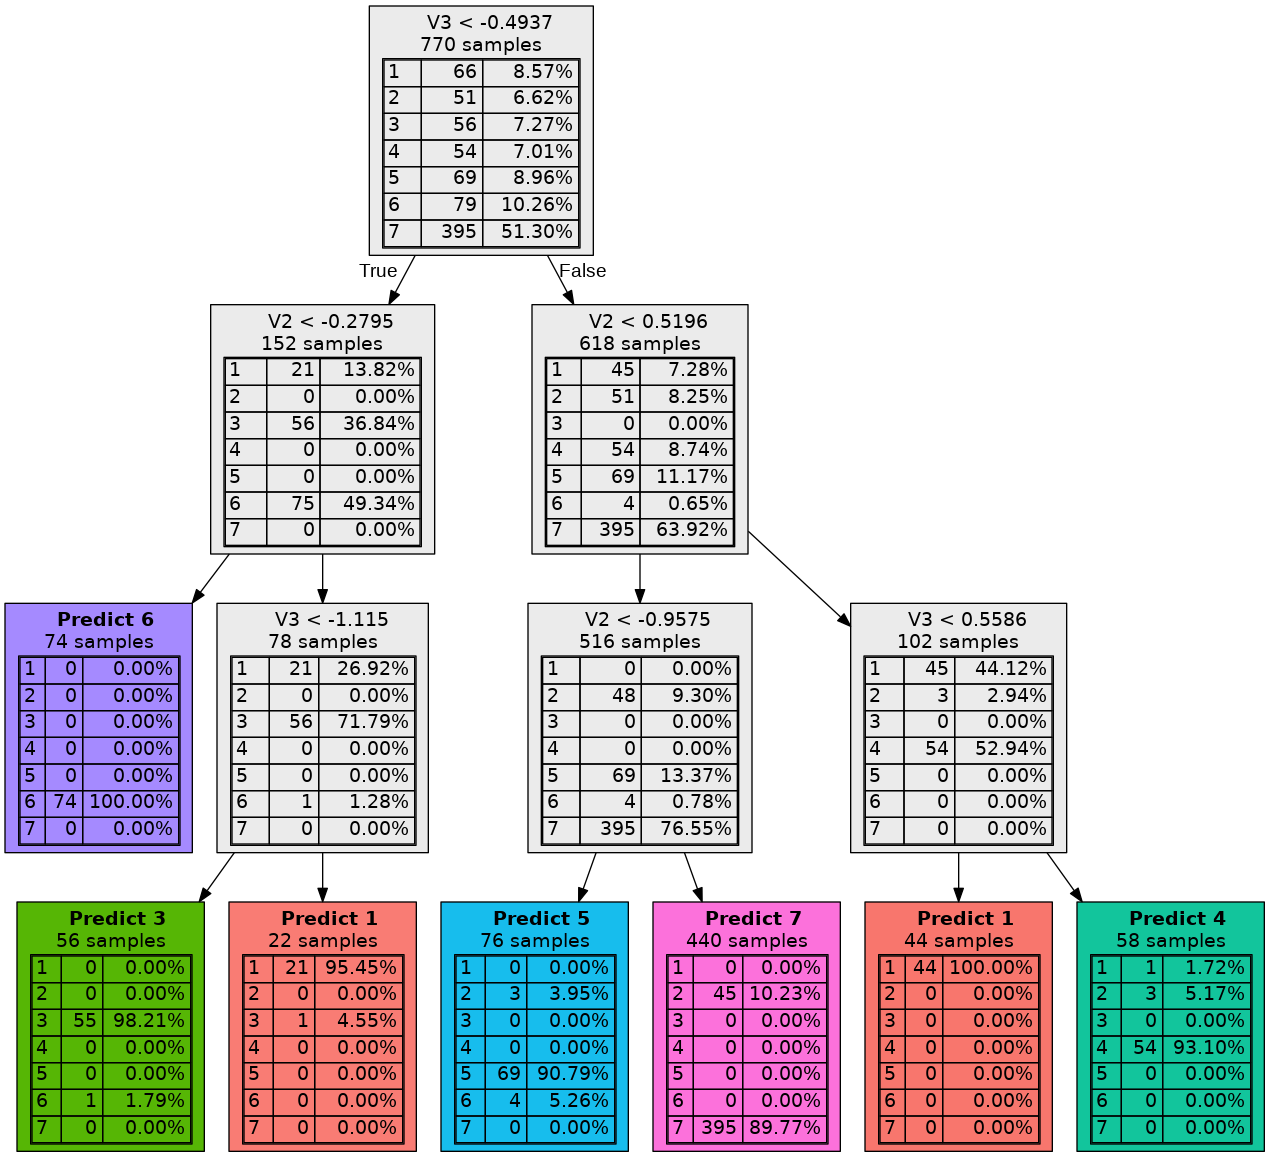 V3 < -0.4937
770 samples
1 66 8.57%
2 51 6.62%
3 56 7.27%
4 54 7.01%
5 69 8.96%
6 79 10.26%
7 395 51.30%
True
False
V2 < -0.2795
152 samples
1 21 13.82%
2 0 0.00%
3 56 36.84%
4 0 0.00%
5 0 0.00%
6 75 49.34%
7 0 0.00%
V2 < 0.5196
618 samples
1 45 7.28%
2 51 8.25%
3 0 0.00%
4 54 8.74%
5 69 11.17%
6 4 0.65%
7 395 63.92%
Predict 6
74 samples
1 0 0.00%
2 0 0.00%
3 0 0.00%
4 0 0.00%
5 0 0.00%
6 74 100.00%
7 0 0.00%
V3 < -1.115
78 samples
1 21 26.92%
2 0 0.00%
3 56 71.79%
4 0 0.00%
5 0 0.00%
6 1 1.28%
7 0 0.00%
V2 < -0.9575
516 samples
1 0 0.00%
2 48 9.30%
3 0 0.00%
4 0 0.00%
5 69 13.37%
6 4 0.78%
7 395 76.55%
V3 < 0.5586
102 samples
1 45 44.12%
2 3 2.94%
3 0 0.00%
4 54 52.94%
5 0 0.00%
6 0 0.00%
7 0 0.00%
Predict 3
56 samples
1 0 0.00%
2 0 0.00%
3 55 98.21%
4 0 0.00%
5 0 0.00%
6 1 1.79%
7 0 0.00%
Predict 1
22 samples
1 21 95.45%
2 0 0.00%
3 1 4.55%
4 0 0.00%
5 0 0.00%
6 0 0.00%
7 0 0.00%
Predict 5
76 samples
1 0 0.00%
2 3 3.95%
3 0 0.00%
4 0 0.00%
5 69 90.79%
6 4 5.26%
7 0 0.00%
Predict 7
440 samples
1 0 0.00%
2 45 10.23%
3 0 0.00%
4 0 0.00%
5 0 0.00%
6 0 0.00%
7 395 89.77%
Predict 1
44 samples
1 44 100.00%
2 0 0.00%
3 0 0.00%
4 0 0.00%
5 0 0.00%
6 0 0.00%
7 0 0.00%
Predict 4
58 samples
1 1 1.72%
2 3 5.17%
3 0 0.00%
4 54 93.10%
5 0 0.00%
6 0 0.00%
7 0 0.00%